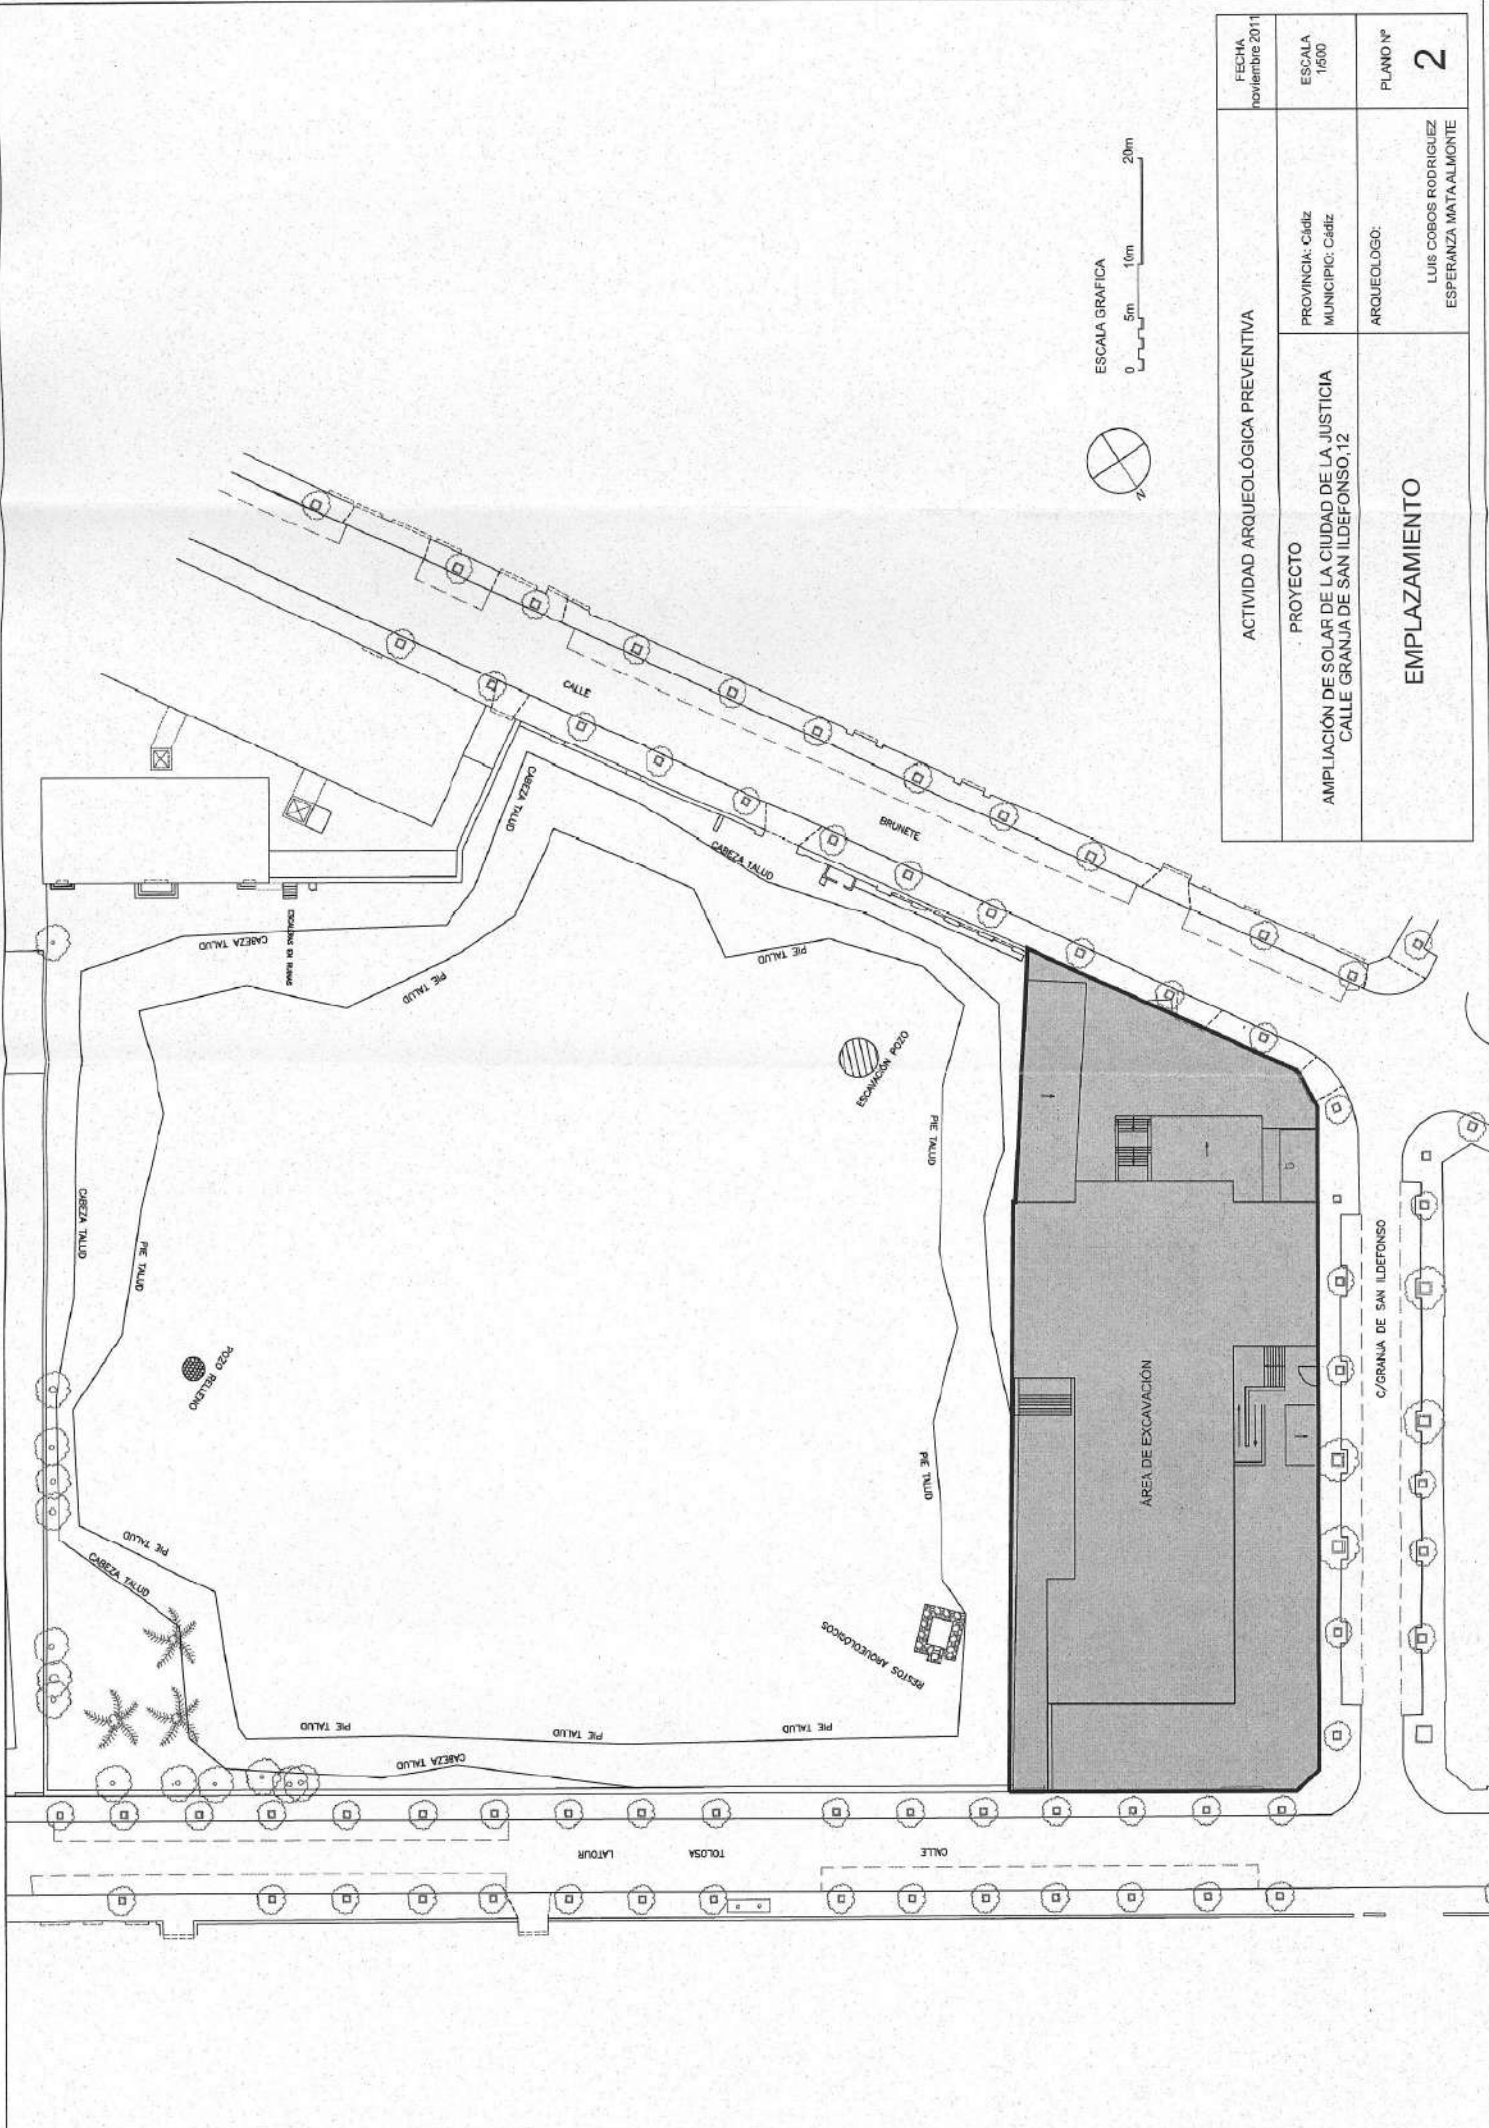 ESCALA GRAFICA
0 5m 10m 20m
N
ACTIVIDAD ARQUEOLÓGICA PREVENTIVA
FECHA
noviembre 2011
PROYECTO
AMPLIACIÓN DE SOLAR DE LA CIUDAD DE LA JUSTICIA
CALLE GRANJA DE SAN ILDEFONSO,12
PROVINCIA: Cádiz
MUNICIPIO: Cádiz
ESCALA
1/500
EMPLAZAMIENTO
ARQUEOLOGO:
LUIS COBOS RODRIGUEZ
ESPERANZA MATA ALMONTE
PLANO Nº
2
CALLE
BRUNETE
CABEZA TALUD
CABEZA TALUD
CABEZA TALUD
ESCALERAS EN RUINAS
PIE TALUD
PIE TALUD
ESCAVACIÓN POZO
PIE TALUD
CABEZA TALUD
PIE TALUD
POZO RELLENO
PIE TALUD
CABEZA TALUD
PIE TALUD
RESTOS ARQUEOLOGICOS
PIE TALUD
PIE TALUD
PIE TALUD
CABEZA TALUD
ÁREA DE EXCAVACIÓN
C/GRANJA DE SAN ILDEFONSO
CALLE
TOLOSA
LATOUR